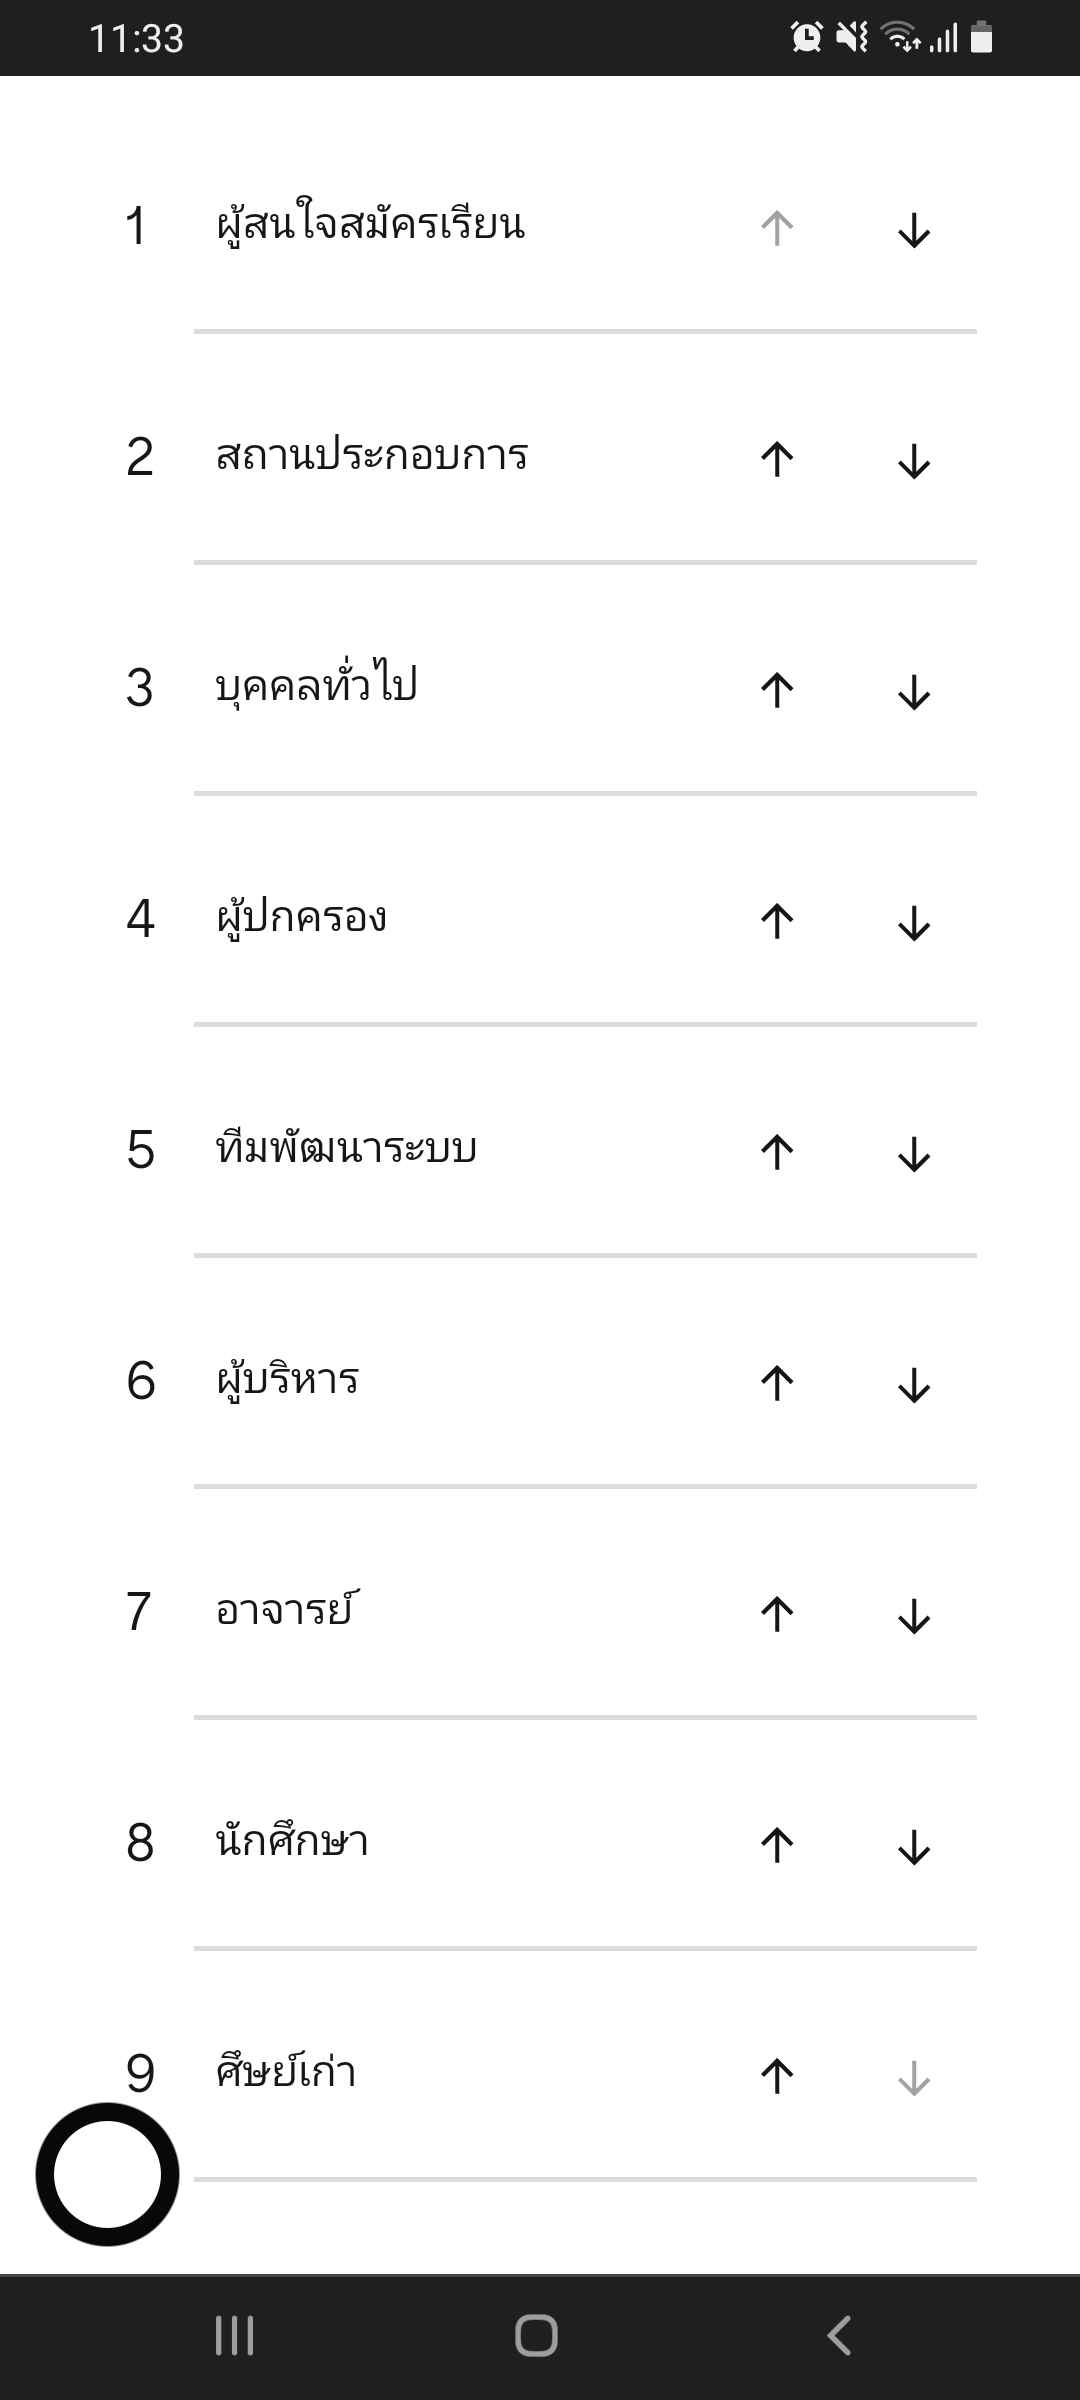 11:33
1 ผู้สนใจสมัครเรียน
2 สถานประกอบการ
3 บุคคลทั่วไป
4 ผู้ปกครอง
5 ทีมพัฒนาระบบ
6 ผู้บริหาร
7 อาจารย์
8 นักศึกษา
9 ศึษย์เก่า